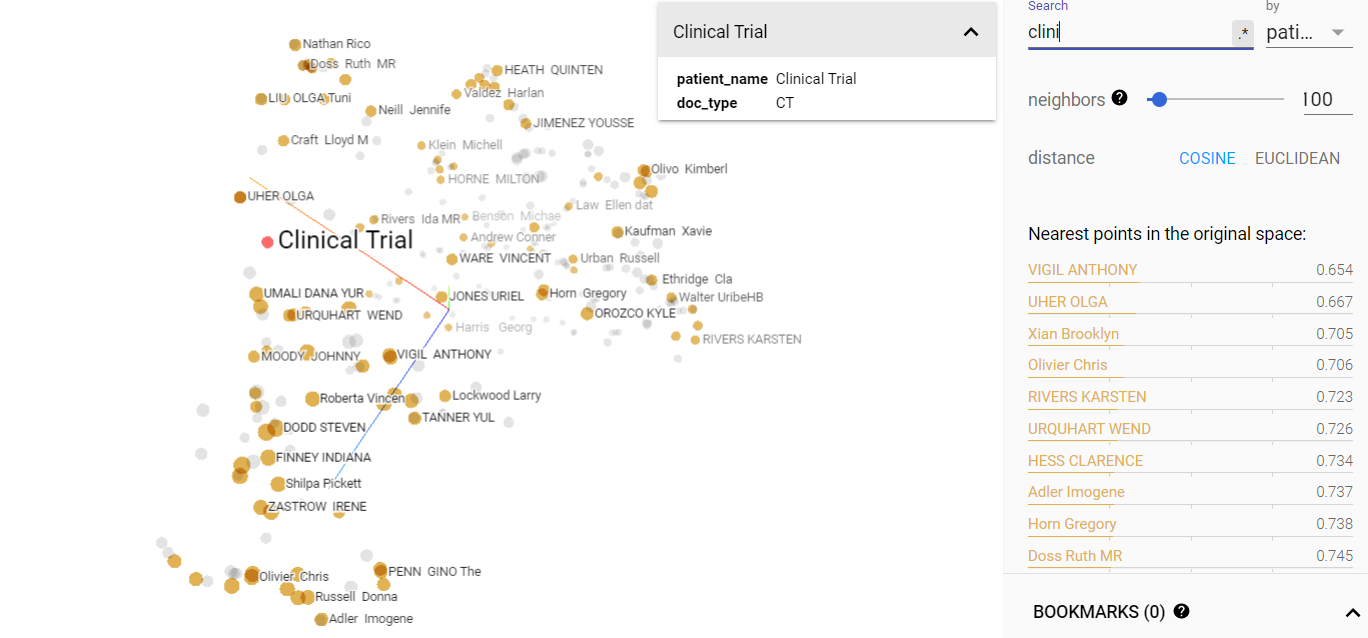 Nathan Rico
Doss Ruth MR
HEATH QUINTEN
LIU OLGA Tuni
Valdez Harlan
Neill Jennife
JIMENEZ YOUSSE
Craft Lloyd M
Klein Michell
Olivo Kimberl
HORNE MILTON
UHER OLGA
Law Ellen dat
Rivers Ida MR
Benson Michae
Clinical Trial
Andrew Conner
Kaufman Xavie
WARE VINCENT
Urban Russell
Ethridge Cla
UMALI DANA YUR
JONES URIEL
Horn Gregory
Walter UribeHB
URQUHART WEND
OROZCO KYLE
Harris Georg
RIVERS KARSTEN
MOODY JOHNNY
VIGIL ANTHONY
Roberta Vincen
Lockwood Larry
TANNER YUL
DODD STEVEN
FINNEY INDIANA
Shilpa Pickett
ZASTROW IRENE
Olivier Chris
PENN GINO The
Russell Donna
Adler Imogene
Clinical Trial
patient_name Clinical Trial
doc_type CT
Search by
clini .* pati...
neighbors ? 100
distance COSINE EUCLIDEAN
Nearest points in the original space:
VIGIL ANTHONY 0.654
UHER OLGA 0.667
Xian Brooklyn 0.705
Olivier Chris 0.706
RIVERS KARSTEN 0.723
URQUHART WEND 0.726
HESS CLARENCE 0.734
Adler Imogene 0.737
Horn Gregory 0.738
Doss Ruth MR 0.745
BOOKMARKS (0) ?